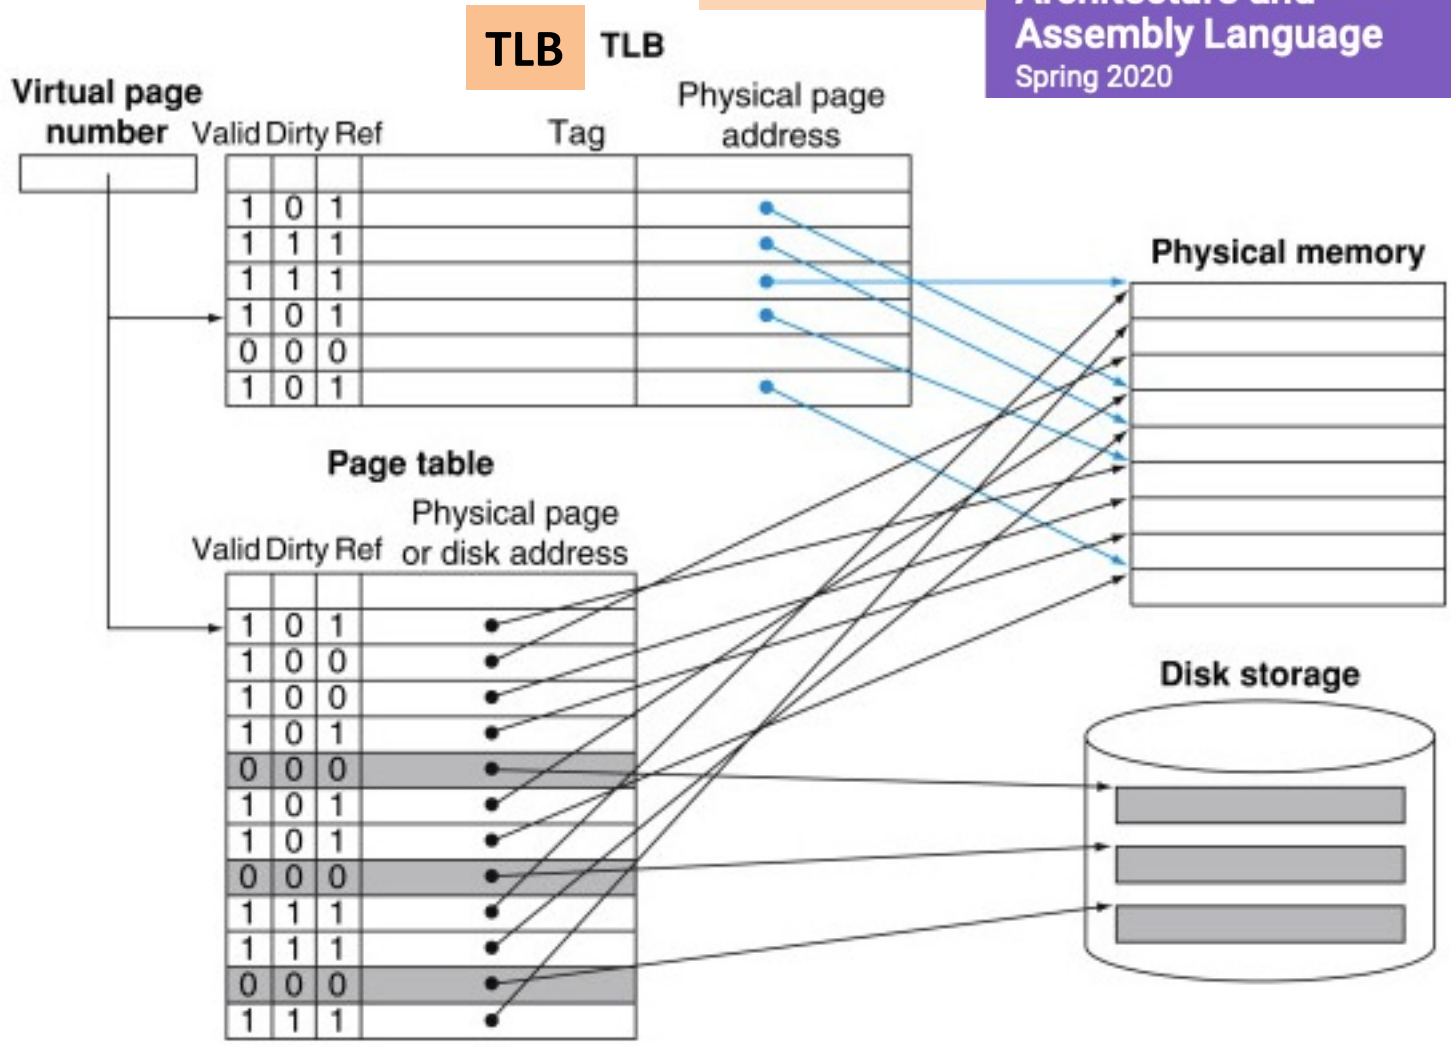 Architecture and
Assembly Language
Spring 2020
TLB
TLB
Virtual page
number
Valid Dirty Ref
Tag
Physical page
address
1 0 1
1 1 1
1 1 1
1 0 1
0 0 0
1 0 1
Physical memory
Page table
Physical page
or disk address
Valid Dirty Ref
1 0 1
1 0 0
1 0 0
1 0 1
0 0 0
1 0 1
1 0 1
0 0 0
1 1 1
1 1 1
0 0 0
1 1 1
Disk storage